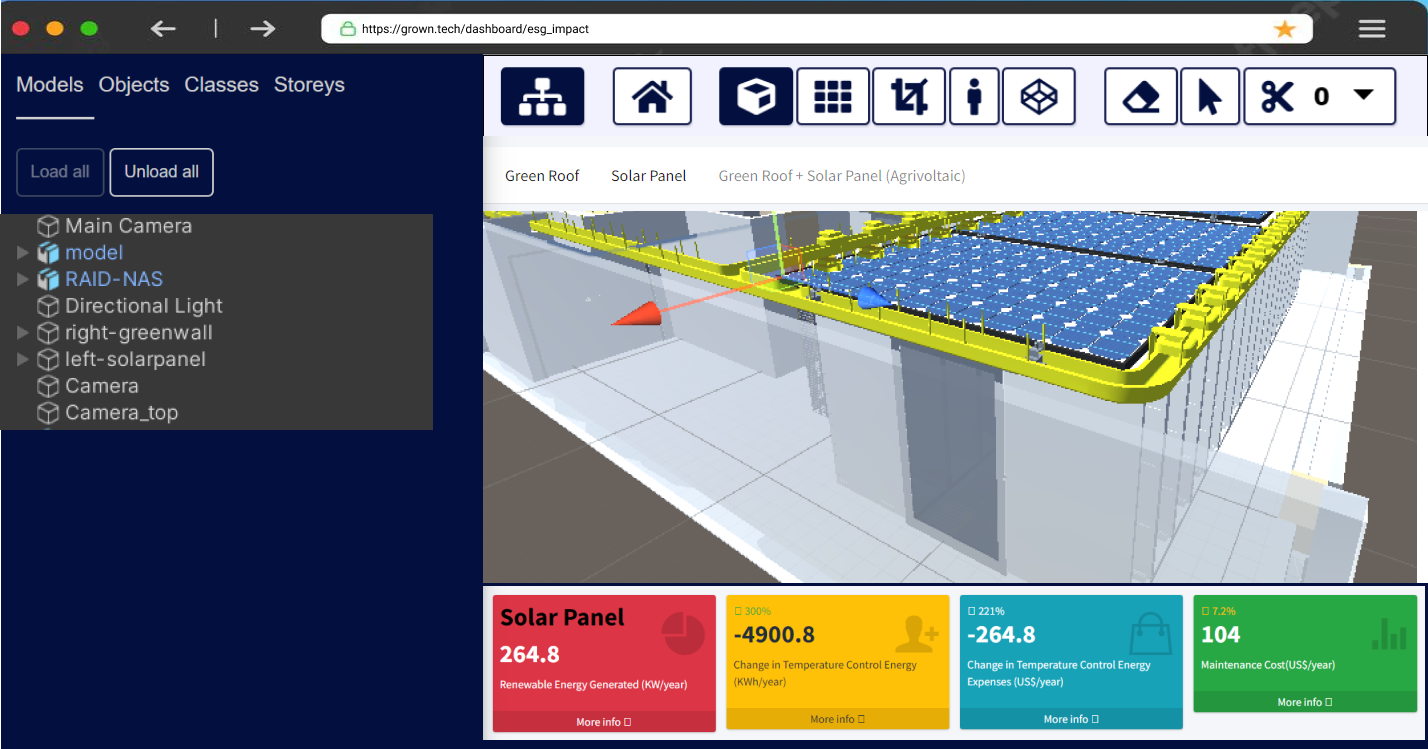 https://grown.tech/dashboard/esg_impact
Models Objects Classes Storeys
Load all Unload all
Main Camera
model
RAID-NAS
Directional Light
right-greenwall
left-solarpanel
Camera
Camera_top
0
Green Roof Solar Panel Green Roof + Solar Panel (Agrivoltaic)
Solar Panel
264.8
Renewable Energy Generated (KW/year)
More info
300%
-4900.8
Change in Temperature Control Energy
(KWh/year)
More info
221%
-264.8
Change in Temperature Control Energy
Expenses (US$/year)
More info
7.2%
104
Maintenance Cost(US$/year)
More info